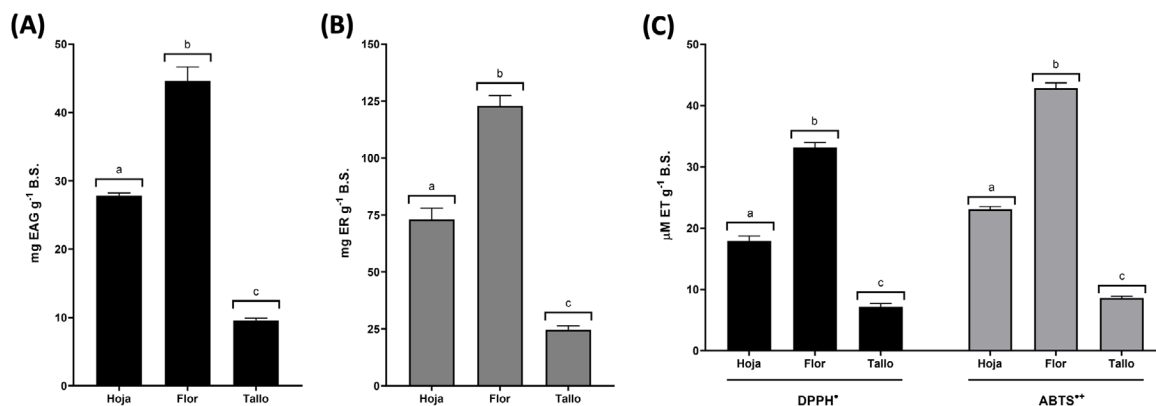 (A)
mg EAG g⁻¹ B.S.
50
40
30
20
10
0
a
b
c
Hoja Flor Tallo
(B)
mg ER g⁻¹ B.S.
150
125
100
75
50
25
0
a
b
c
Hoja Flor Tallo
(C)
µM ET g⁻¹ B.S.
50
40
30
20
10
0
a
b
c
a
b
c
Hoja Flor Tallo Hoja Flor Tallo
DPPH• ABTS•+